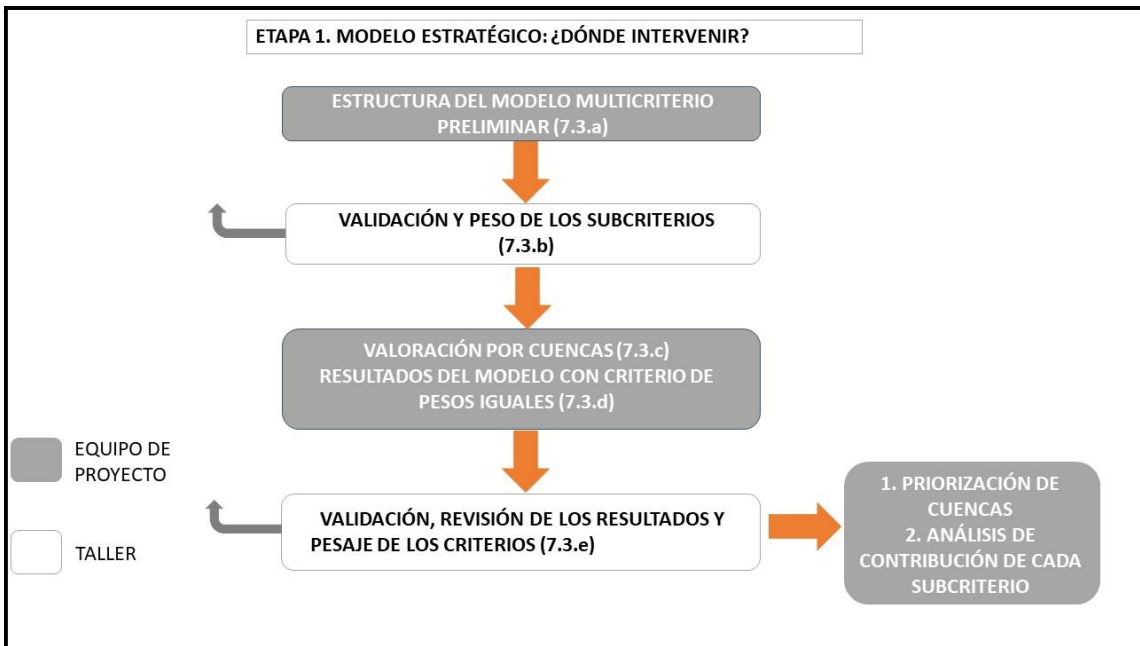 ETAPA 1. MODELO ESTRATÉGICO: ¿DÓNDE INTERVENIR?
ESTRUCTURA DEL MODELO MULTICRITERIO
PRELIMINAR (7.3.a)
VALIDACIÓN Y PESO DE LOS SUBCRITERIOS
(7.3.b)
VALORACIÓN POR CUENCAS (7.3.c)
RESULTADOS DEL MODELO CON CRITERIO DE
PESOS IGUALES (7.3.d)
EQUIPO DE
PROYECTO
TALLER
VALIDACIÓN, REVISIÓN DE LOS RESULTADOS Y
PESAJE DE LOS CRITERIOS (7.3.e)
1. PRIORIZACIÓN DE
CUENCAS
2. ANÁLISIS DE
CONTRIBUCIÓN DE CADA
SUBCRITERIO